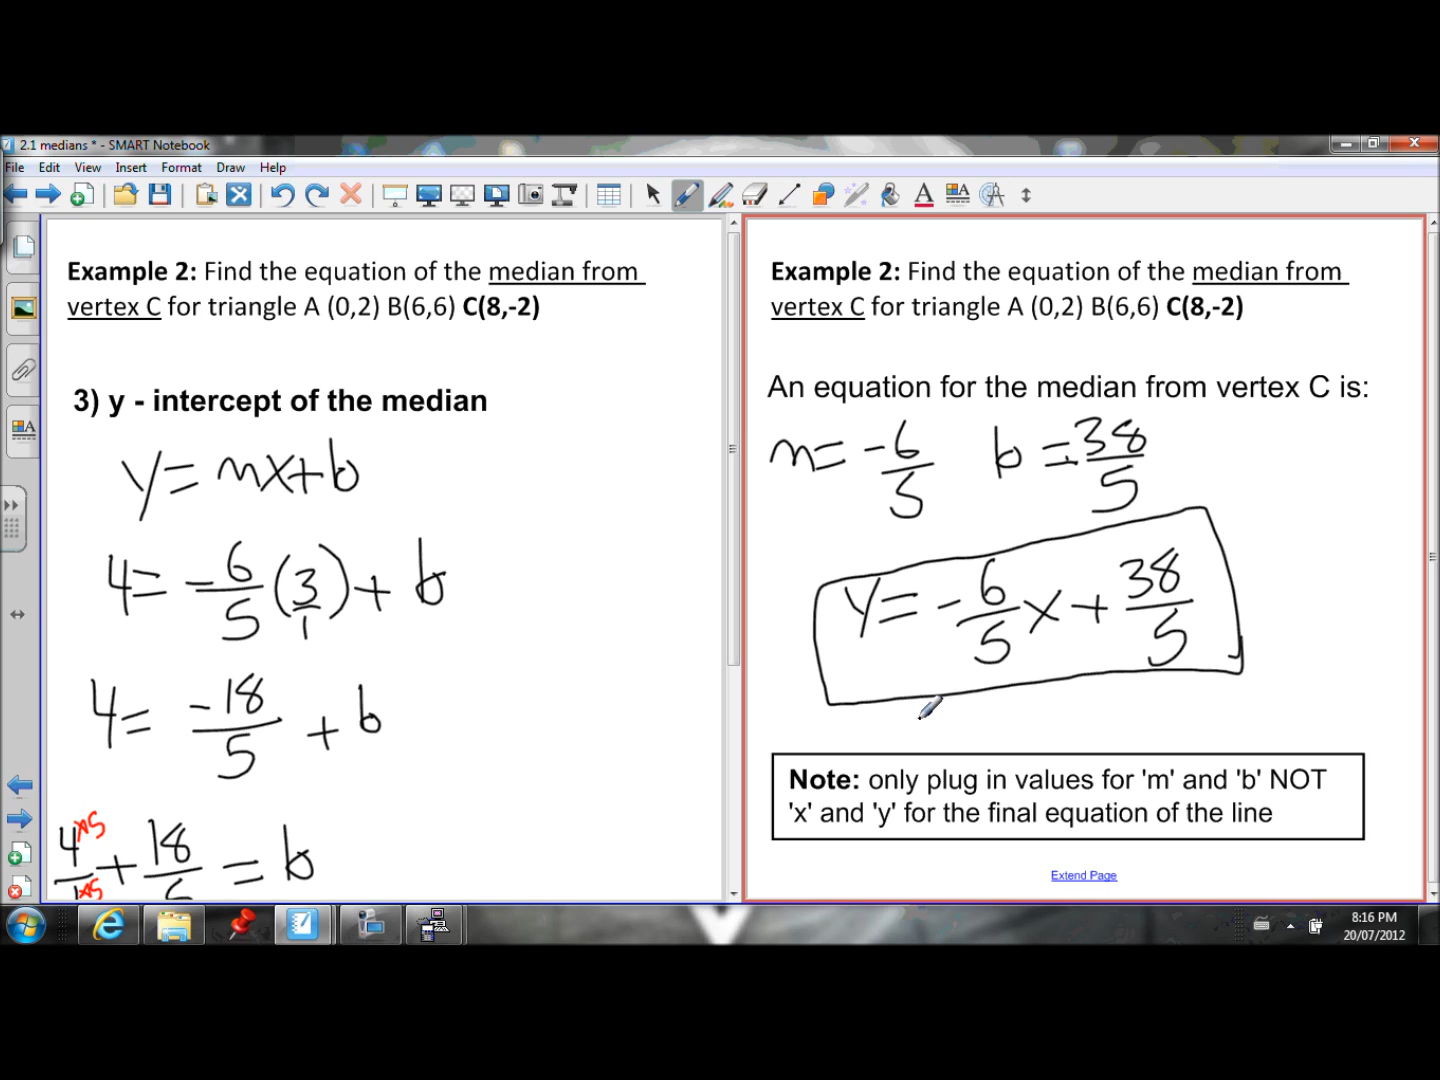 2.1 medians * - SMART Notebook
File Edit View Insert Format Draw Help
Example 2: Find the equation of the median from
vertex C for triangle A (0,2) B(6,6) C(8,-2)
3) y - intercept of the median
y = mx + b
4 = -6/5 (3/1) + b
4 = -18/5 + b
4 x5 / 1 x5 + 18/5 = b
Example 2: Find the equation of the median from
vertex C for triangle A (0,2) B(6,6) C(8,-2)
An equation for the median from vertex C is:
m = -6/5 b = 38/5
y = -6/5 x + 38/5
Note: only plug in values for 'm' and 'b' NOT
'x' and 'y' for the final equation of the line
Extend Page
8:16 PM
20/07/2012